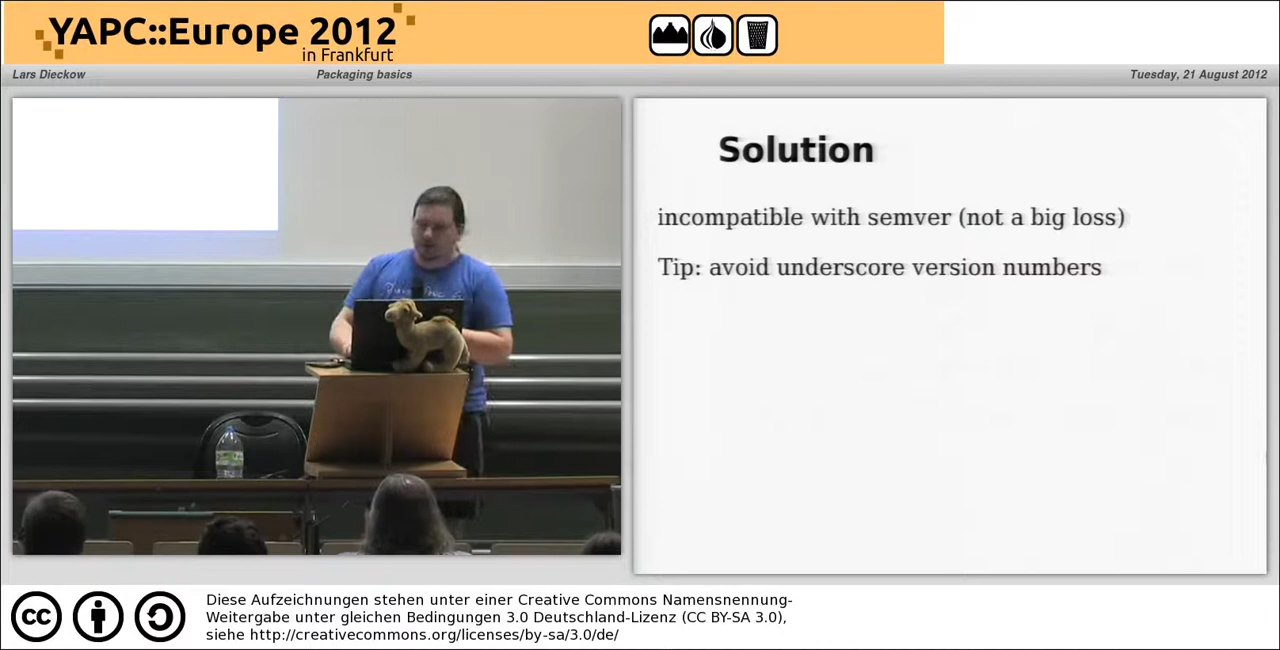 YAPC::Europe 2012
in Frankfurt
Lars Dieckow
Packaging basics
Tuesday, 21 August 2012
Solution
incompatible with semver (not a big loss)
Tip: avoid underscore version numbers
cc
Diese Aufzeichnungen stehen unter einer Creative Commons Namensnennung-
Weitergabe unter gleichen Bedingungen 3.0 Deutschland-Lizenz (CC BY-SA 3.0),
siehe http://creativecommons.org/licenses/by-sa/3.0/de/